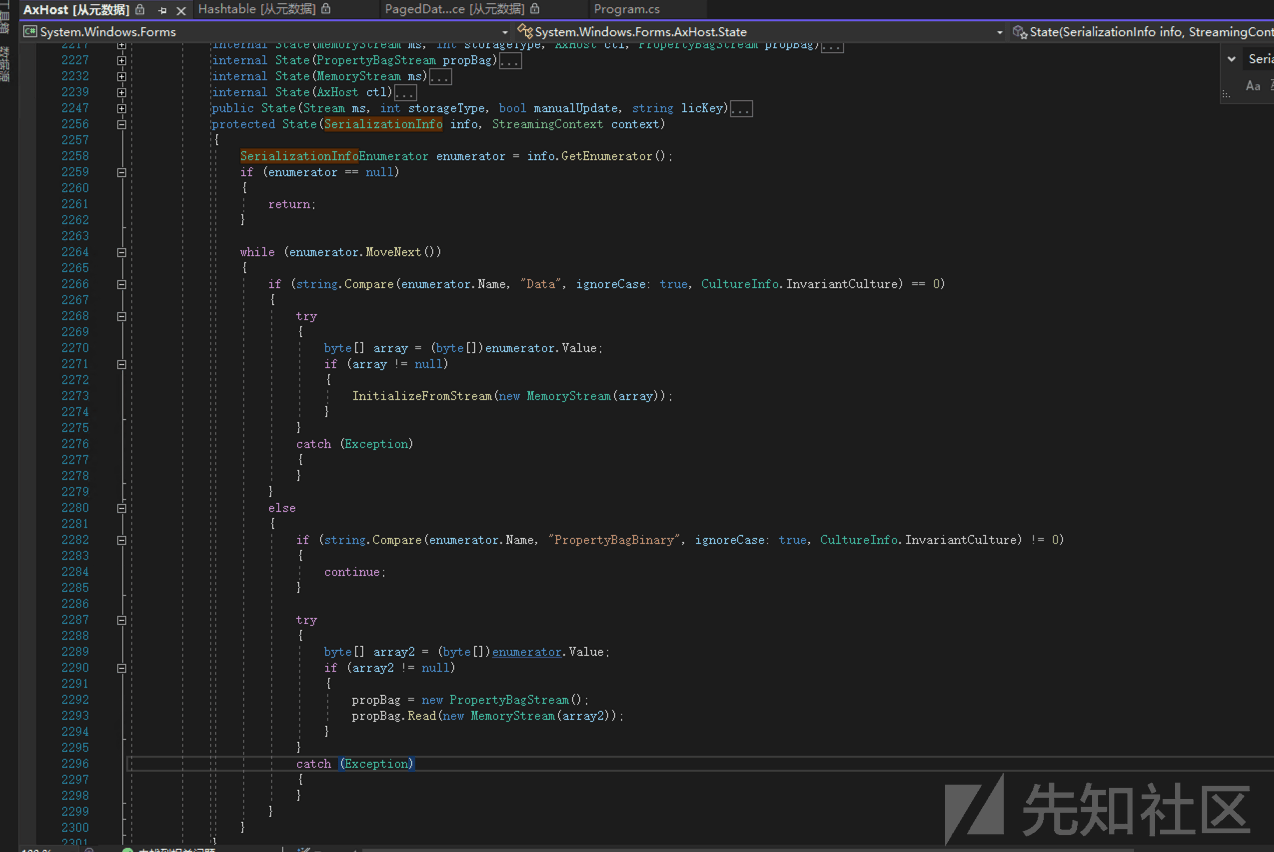 AxHost [从元数据]
Hashtable [从元数据]
PagedDat...ce [从元数据]
Program.cs
System.Windows.Forms
System.Windows.Forms.AxHost.State
State(SerializationInfo info, StreamingCont
2217 internal State(MemoryStream ms, int storageType, AxHost ctl, PropertyBagStream propBag)...
2227 internal State(PropertyBagStream propBag)...
2232 internal State(MemoryStream ms)...
2239 internal State(AxHost ctl)...
2247 public State(Stream ms, int storageType, bool manualUpdate, string licKey)...
2256 protected State(SerializationInfo info, StreamingContext context)
2257 {
2258 SerializationInfoEnumerator enumerator = info.GetEnumerator();
2259 if (enumerator == null)
2260 {
2261 return;
2262 }
2263
2264 while (enumerator.MoveNext())
2265 {
2266 if (string.Compare(enumerator.Name, "Data", ignoreCase: true, CultureInfo.InvariantCulture) == 0)
2267 {
2268 try
2269 {
2270 byte[] array = (byte[])enumerator.Value;
2271 if (array != null)
2272 {
2273 InitializeFromStream(new MemoryStream(array));
2274 }
2275 }
2276 catch (Exception)
2277 {
2278 }
2279 }
2280 else
2281 {
2282 if (string.Compare(enumerator.Name, "PropertyBagBinary", ignoreCase: true, CultureInfo.InvariantCulture) != 0)
2283 {
2284 continue;
2285 }
2286
2287 try
2288 {
2289 byte[] array2 = (byte[])enumerator.Value;
2290 if (array2 != null)
2291 {
2292 propBag = new PropertyBagStream();
2293 propBag.Read(new MemoryStream(array2));
2294 }
2295 }
2296 catch (Exception)
2297 {
2298 }
2299 }
2300 }
2301 }
Seria
Aa
先知社区